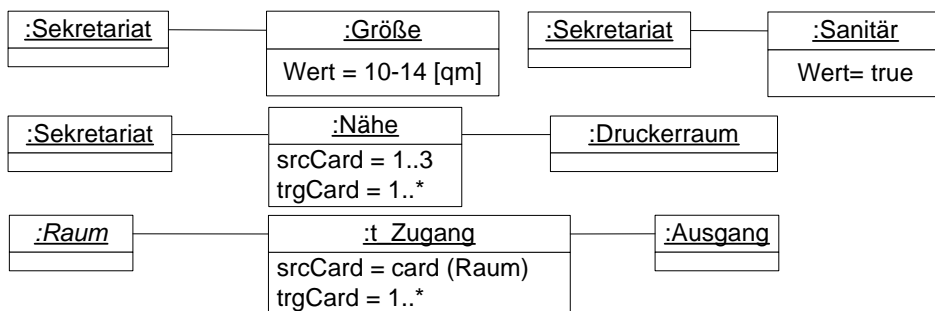 :Sekretariat
:Größe
Wert = 10-14 [qm]
:Sekretariat
:Sanitär
Wert= true
:Sekretariat
:Nähe
srcCard = 1..3
trgCard = 1..*
:Druckerraum
:Raum
:t_Zugang
srcCard = card (Raum)
trgCard = 1..*
:Ausgang